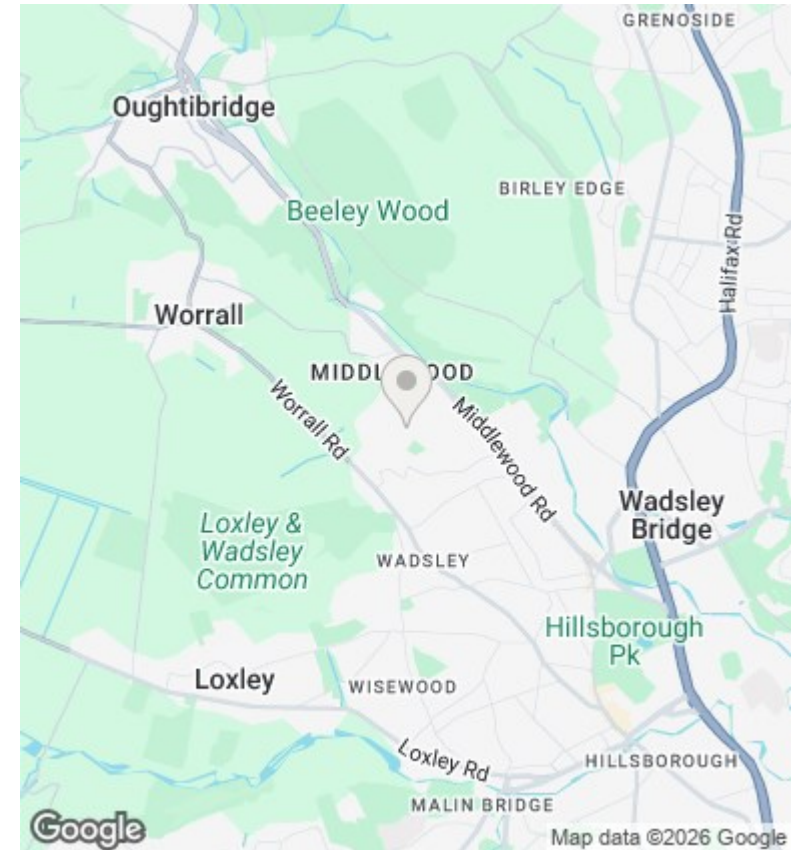 GRENOSIDE
Oughtibridge
BIRLEY EDGE
Beeley Wood
Halifax Rd
Worrall
MIDDL OOD
Worrall Rd
Middlewood Rd
Wadsley
Bridge
Loxley &
Wadsley
Common
WADSLEY
Hillsborough
Pk
Loxley
WISEWOOD
Loxley Rd
HILLSBOROUGH
MALIN BRIDGE
Google
Map data ©2026 Google